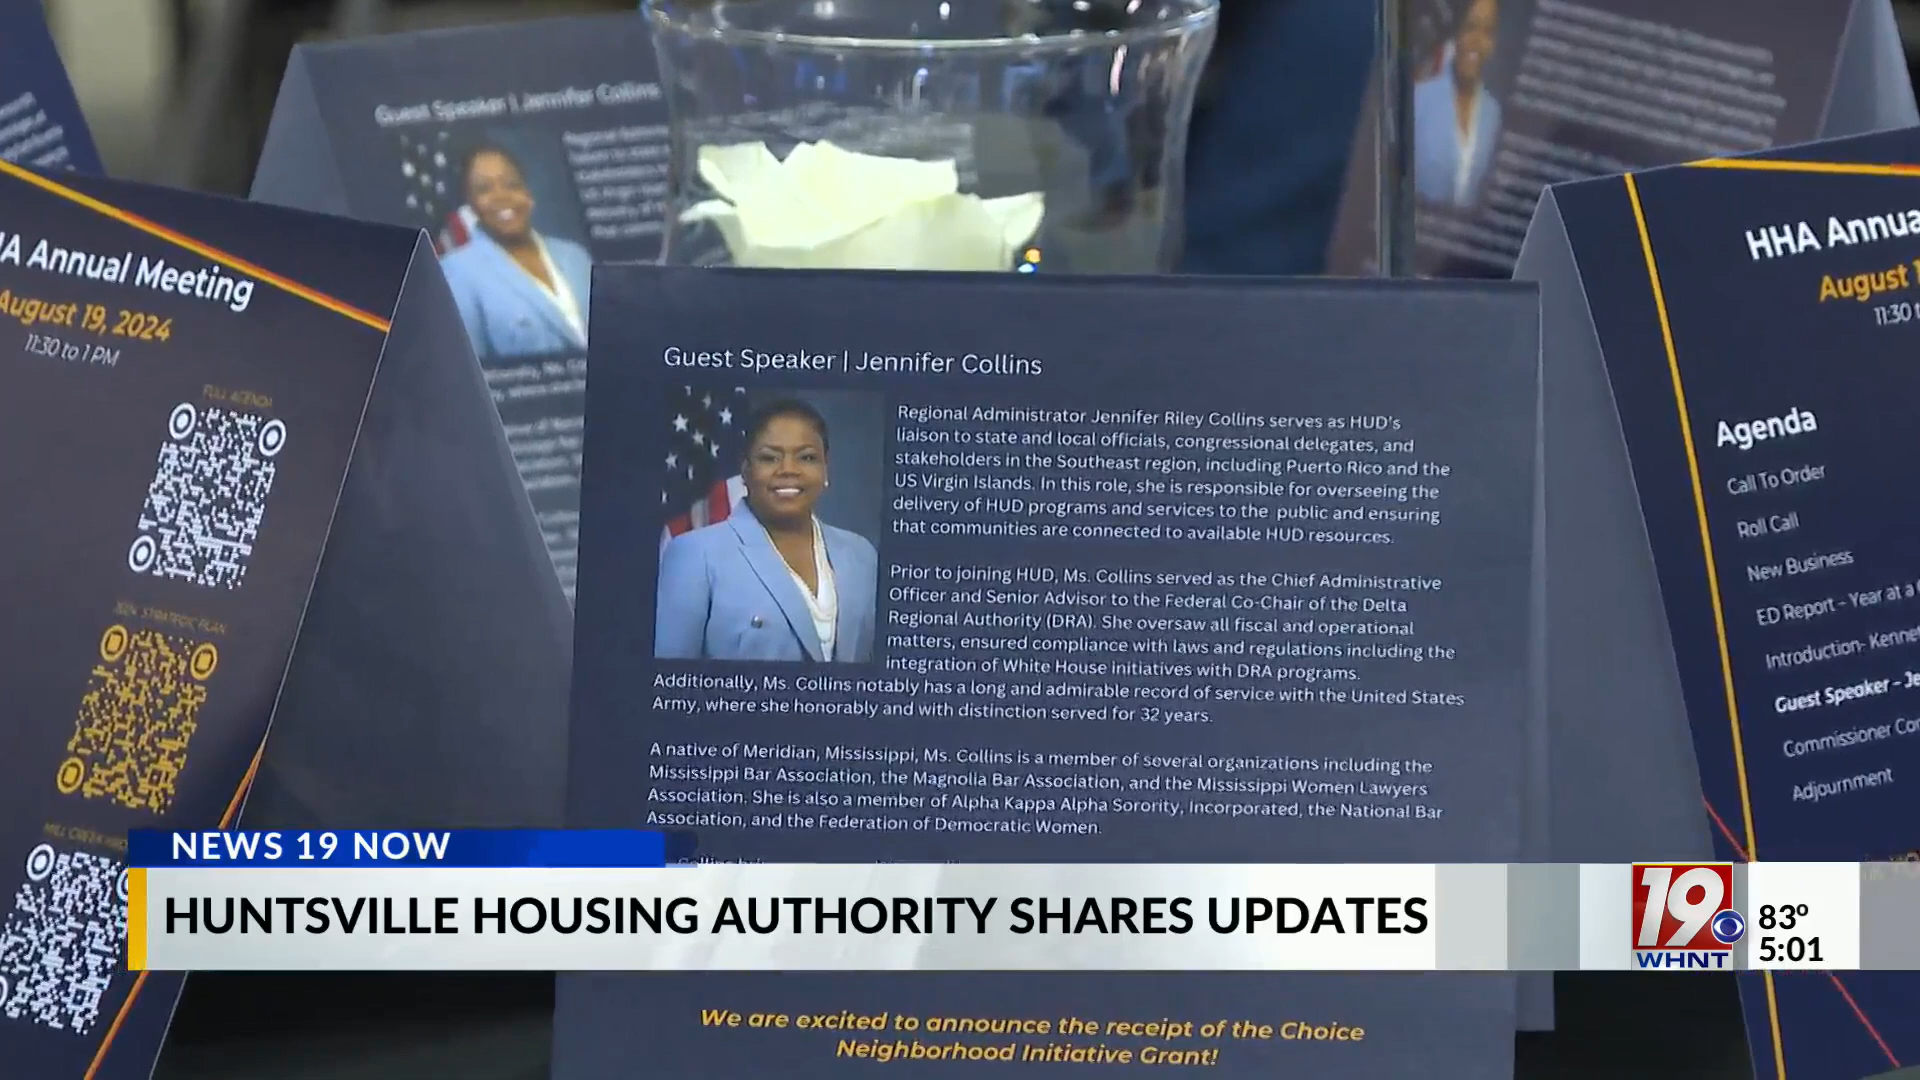 Guest Speaker | Jennifer Collins
A Annual Meeting
August 19, 2024
11:30 to 1 PM
FULL AGENDA
2024 STRATEGIC PLAN
Guest Speaker | Jennifer Collins
Regional Administrator Jennifer Riley Collins serves as HUD's
liaison to state and local officials, congressional delegates, and
stakeholders in the Southeast region, including Puerto Rico and the
US Virgin Islands. In this role, she is responsible for overseeing the
delivery of HUD programs and services to the public and ensuring
that communities are connected to available HUD resources.
Prior to joining HUD, Ms. Collins served as the Chief Administrative
Officer and Senior Advisor to the Federal Co-Chair of the Delta
Regional Authority (DRA). She oversaw all fiscal and operational
matters, ensured compliance with laws and regulations including the
integration of White House initiatives with DRA programs.
Additionally, Ms. Collins notably has a long and admirable record of service with the United States
Army, where she honorably and with distinction served for 32 years.
A native of Meridian, Mississippi, Ms. Collins is a member of several organizations including the
Mississippi Bar Association, the Magnolia Bar Association, and the Mississippi Women Lawyers
Association. She is also a member of Alpha Kappa Alpha Sorority, Incorporated, the National Bar
Association, and the Federation of Democratic Women.
HHA Annua
August 1
11:30 t
Agenda
Call To Order
Roll Call
New Business
ED Report - Year at a
Introduction- Kennet
Guest Speaker - Je
Commissioner Co
Adjournment
NEWS 19 NOW
HUNTSVILLE HOUSING AUTHORITY SHARES UPDATES
19
WHNT
83º
5:01
We are excited to announce the receipt of the Choice
Neighborhood Initiative Grant!